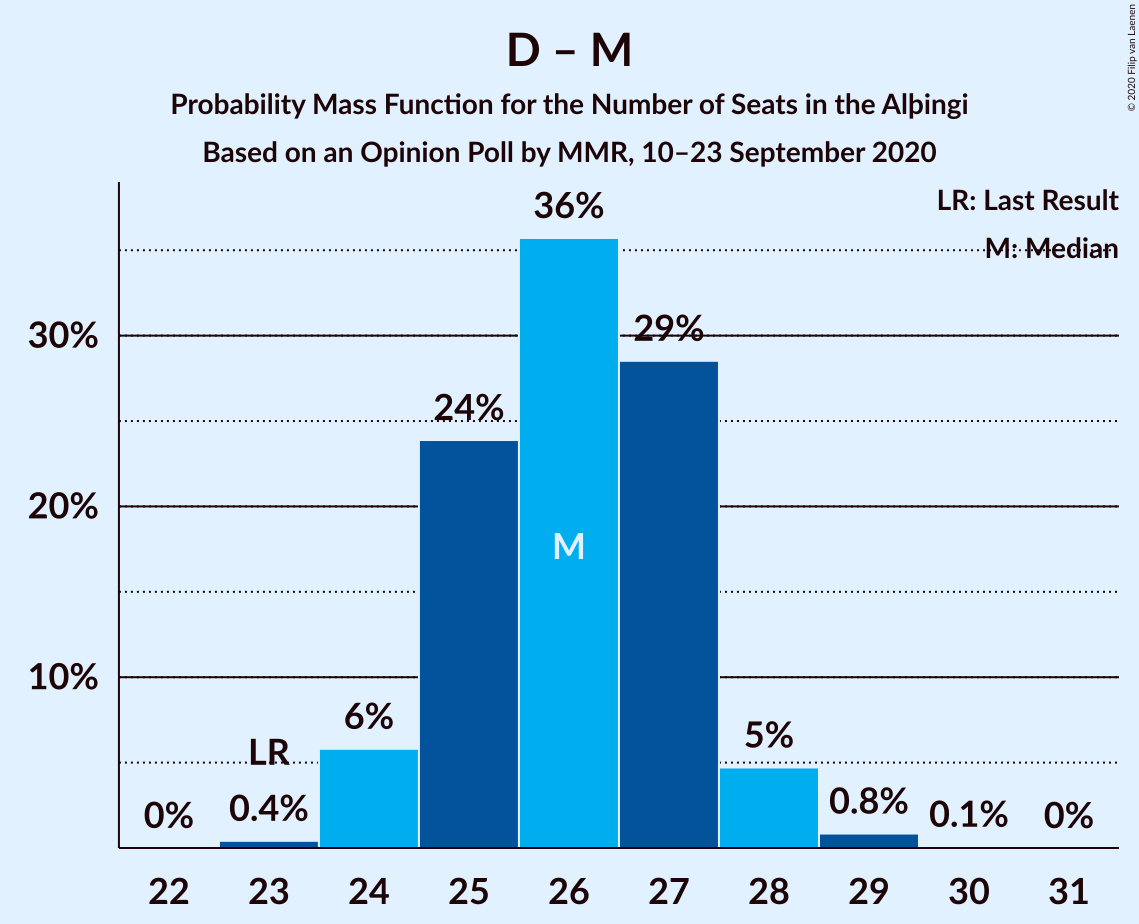 D – M
Probability Mass Function for the Number of Seats in the Alþingi
Based on an Opinion Poll by MMR, 10–23 September 2020
© 2020 Filip van Laenen
LR: Last Result
M: Median
36%
30%
29%
24%
20%
M
10%
6%
LR
5%
0%
0.4%
0.8%
0.1%
0%
22 23 24 25 26 27 28 29 30 31